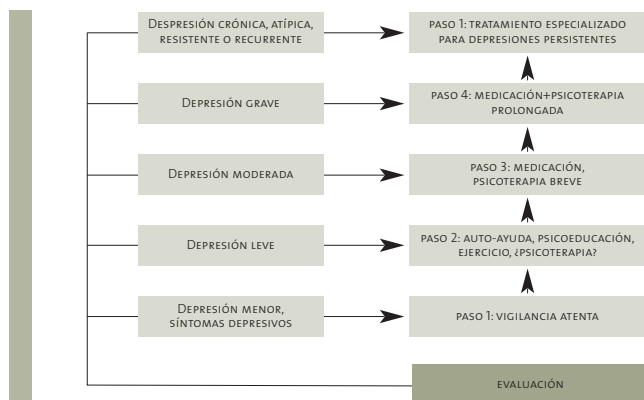 DESPRESIÓN CRÓNICA, ATÍPICA,
RESISTENTE O RECURRENTE
PASO 1: TRATAMIENTO ESPECIALIZADO
PARA DEPRESIONES PERSISTENTES
DEPRESIÓN GRAVE
PASO 4: MEDICACIÓN+PSICOTERAPIA
PROLONGADA
DEPRESIÓN MODERADA
PASO 3: MEDICACIÓN,
PSICOTERAPIA BREVE
DEPRESIÓN LEVE
PASO 2: AUTO-AYUDA, PSICOEDUCACIÓN,
EJERCICIO, ¿PSICOTERAPIA?
DEPRESIÓN MENOR,
SÍNTOMAS DEPRESIVOS
PASO 1: VIGILANCIA ATENTA
EVALUACIÓN